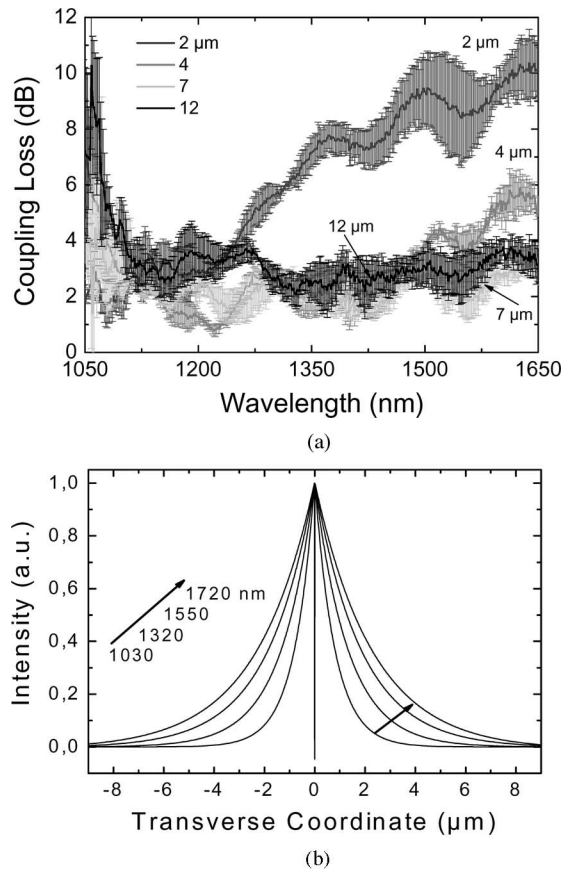 12
10
8
6
4
2
0
Coupling Loss (dB)
2 µm
4
7
12
2 µm
4 µm
12 µm
7 µm
1050 1200 1350 1500 1650
Wavelength (nm)
(a)
1,0
0,8
0,6
0,4
0,2
0,0
Intensity (a.u.)
1720 nm
1550
1320
1030
-8 -6 -4 -2 0 2 4 6 8
Transverse Coordinate (µm)
(b)